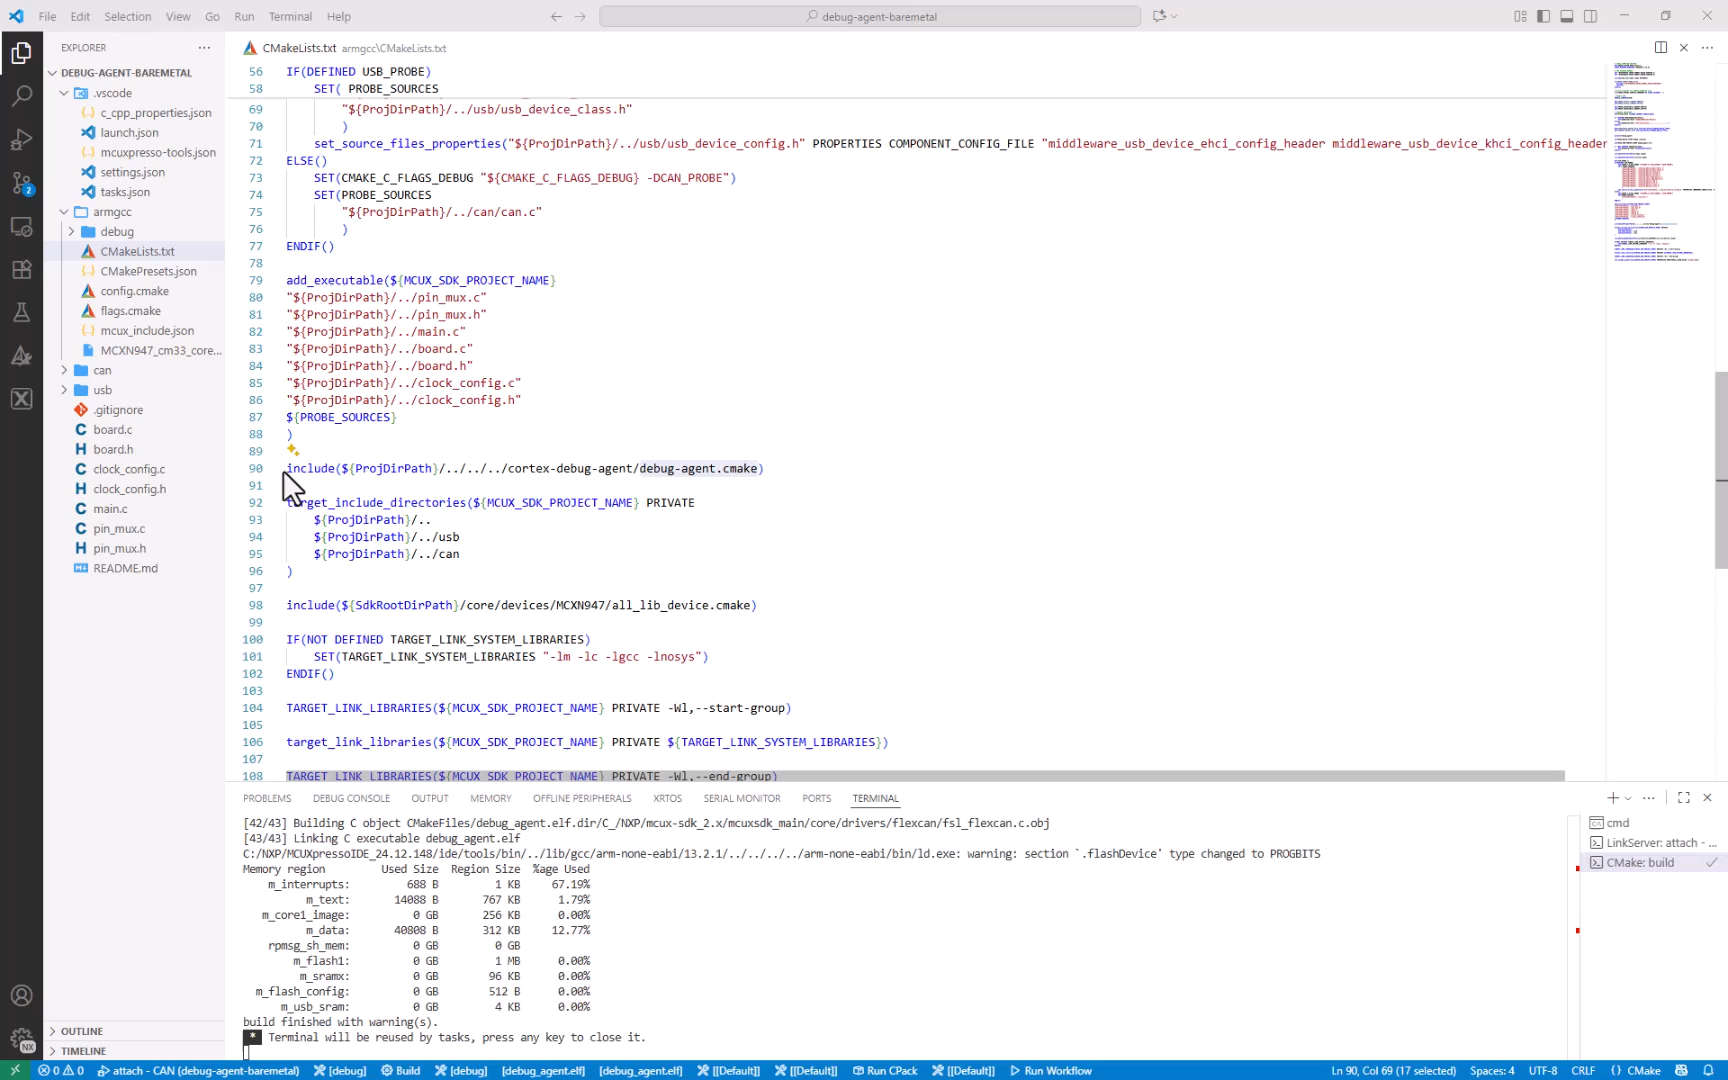 File Edit Selection View Go Run Terminal Help
debug-agent-baremetal
EXPLORER
DEBUG-AGENT-BAREMETAL
.vscode
c_cpp_properties.json
launch.json
mcuxpresso-tools.json
settings.json
tasks.json
armgcc
debug
CMakeLists.txt
CMakePresets.json
config.cmake
flags.cmake
mcux_include.json
MCXN947_cm33_core...
can
usb
.gitignore
board.c
board.h
clock_config.c
clock_config.h
main.c
pin_mux.c
pin_mux.h
README.md
OUTLINE
TIMELINE
2
NX
CMakeLists.txt armgcc\CMakeLists.txt
56 IF(DEFINED USB_PROBE)
58 SET( PROBE_SOURCES
69 "${ProjDirPath}/../usb/usb_device_class.h"
70 )
71 set_source_files_properties("${ProjDirPath}/../usb/usb_device_config.h" PROPERTIES COMPONENT_CONFIG_FILE "middleware_usb_device_ehci_config_header middleware_usb_device_khci_config_header
72 ELSE()
73 SET(CMAKE_C_FLAGS_DEBUG "${CMAKE_C_FLAGS_DEBUG} -DCAN_PROBE")
74 SET(PROBE_SOURCES
75 "${ProjDirPath}/../can/can.c"
76 )
77 ENDIF()
78
79 add_executable(${MCUX_SDK_PROJECT_NAME}
80 "${ProjDirPath}/../pin_mux.c"
81 "${ProjDirPath}/../pin_mux.h"
82 "${ProjDirPath}/../main.c"
83 "${ProjDirPath}/../board.c"
84 "${ProjDirPath}/../board.h"
85 "${ProjDirPath}/../clock_config.c"
86 "${ProjDirPath}/../clock_config.h"
87 ${PROBE_SOURCES}
88 )
89
90 include(${ProjDirPath}/../../../cortex-debug-agent/debug-agent.cmake)
91
92 target_include_directories(${MCUX_SDK_PROJECT_NAME} PRIVATE
93 ${ProjDirPath}/..
94 ${ProjDirPath}/../usb
95 ${ProjDirPath}/../can
96 )
97
98 include(${SdkRootDirPath}/core/devices/MCXN947/all_lib_device.cmake)
99
100 IF(NOT DEFINED TARGET_LINK_SYSTEM_LIBRARIES)
101 SET(TARGET_LINK_SYSTEM_LIBRARIES "-lm -lc -lgcc -lnosys")
102 ENDIF()
103
104 TARGET_LINK_LIBRARIES(${MCUX_SDK_PROJECT_NAME} PRIVATE -Wl,--start-group)
105
106 target_link_libraries(${MCUX_SDK_PROJECT_NAME} PRIVATE ${TARGET_LINK_SYSTEM_LIBRARIES})
107
108 TARGET_LINK_LIBRARIES(${MCUX_SDK_PROJECT_NAME} PRIVATE -Wl,--end-group)
PROBLEMS DEBUG CONSOLE OUTPUT MEMORY OFFLINE PERIPHERALS XRTOS SERIAL MONITOR PORTS TERMINAL
[42/43] Building C object CMakeFiles/debug_agent.elf.dir/C_/NXP/mcux-sdk_2.x/mcuxsdk_main/core/drivers/flexcan/fsl_flexcan.c.obj
[43/43] Linking C executable debug_agent.elf
C:/NXP/MCUXpressoIDE_24.12.148/ide/tools/bin/../lib/gcc/arm-none-eabi/13.2.1/../../../../arm-none-eabi/bin/ld.exe: warning: section `.flashDevice' type changed to PROGBITS
Memory region Used Size Region Size %age Used
m_interrupts: 688 B 1 KB 67.19%
m_text: 14088 B 767 KB 1.79%
m_core1_image: 0 GB 256 KB 0.00%
m_data: 40808 B 312 KB 12.77%
rpmsg_sh_mem: 0 GB 0 GB
m_flash1: 0 GB 1 MB 0.00%
m_sramx: 0 GB 96 KB 0.00%
m_flash_config: 0 GB 512 B 0.00%
m_usb_sram: 0 GB 4 KB 0.00%
build finished with warning(s).
* Terminal will be reused by tasks, press any key to close it.
cmd
LinkServer: attach - ...
CMake: build
0 0 attach - CAN (debug-agent-baremetal) [debug] Build [debug] [debug_agent.elf] [debug_agent.elf] [[Default]] [[Default]] Run CPack [[Default]] Run Workflow Ln 90, Col 69 (17 selected) Spaces: 4 UTF-8 CRLF {} CMake